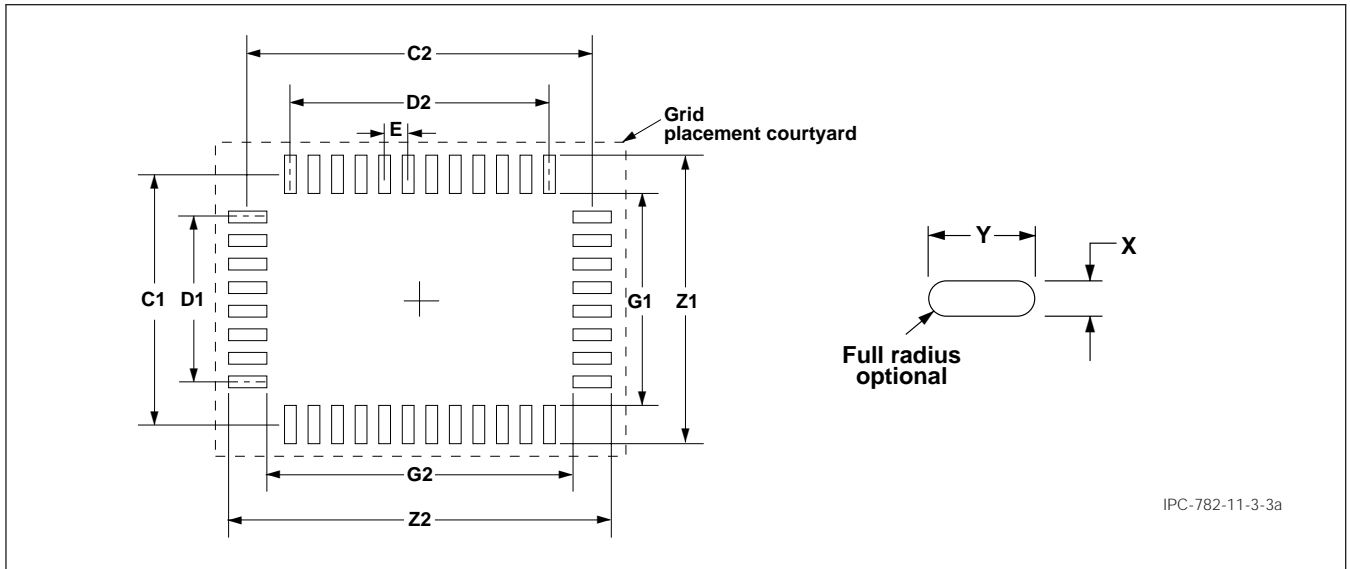 C2
D2
E
Grid
placement courtyard
C1
D1
G1
Z1
G2
Z2
Y
X
Full radius
optional
IPC-782-11-3-3a